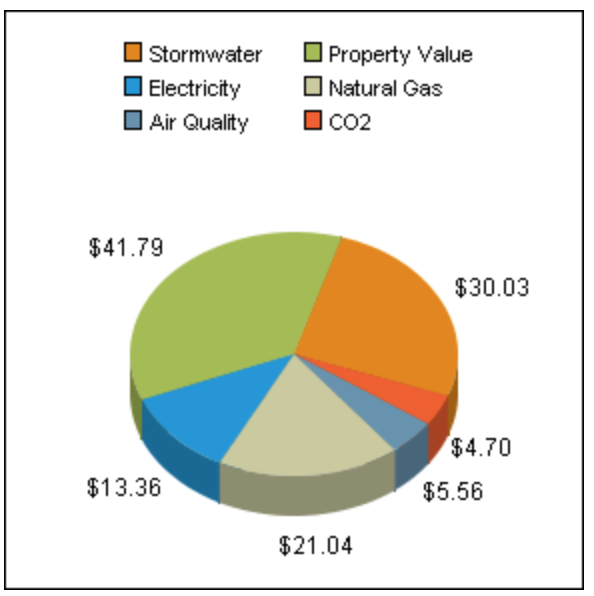 Stormwater Property Value
Electricity Natural Gas
Air Quality CO2
$41.79
$30.03
$4.70
$13.36
$5.56
$21.04